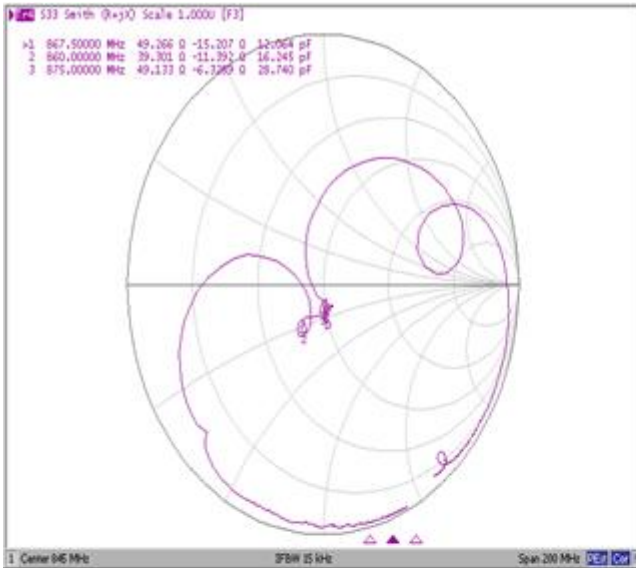 S33 Smith (R+jX) Scale 1.000U [F3]
>1 867.50000 MHz 49.266 Ω -15.207 Ω 12.064 pF
2 860.00000 MHz 39.301 Ω -11.392 Ω 16.245 pF
3 875.00000 MHz 49.133 Ω -6.3289 Ω 28.740 pF
1 Center 845 MHz IFBW 15 kHz Span 200 MHz Cor